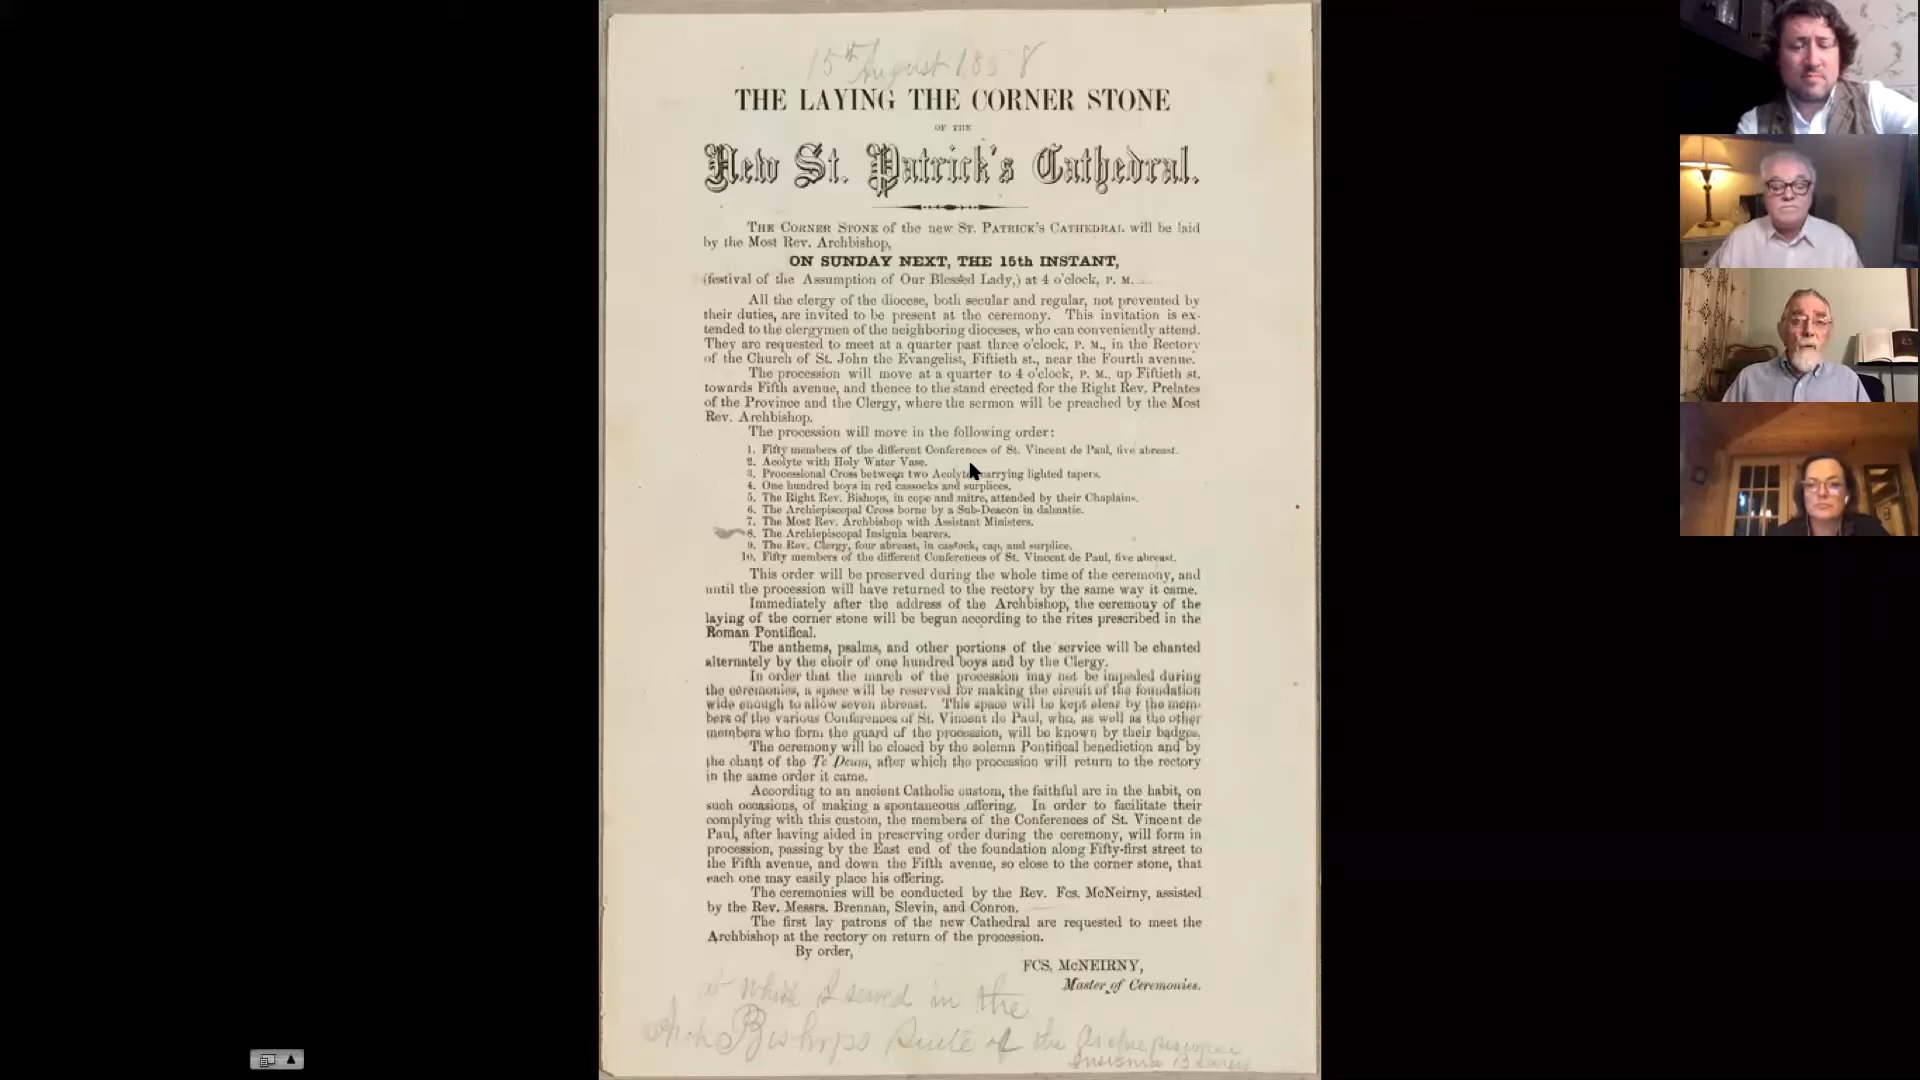 15th August 1858
THE LAYING THE CORNER STONE
OF THE
New St. Patrick's Cathedral.
THE CORNER STONE of the new ST. PATRICK'S CATHEDRAL will be laid
by the Most Rev. Archbishop,
ON SUNDAY NEXT, THE 15th INSTANT,
(festival of the Assumption of Our Blessed Lady,) at 4 o'clock, P. M.
All the clergy of the diocese, both secular and regular, not prevented by
their duties, are invited to be present at the ceremony. This invitation is ex-
tended to the clergymen of the neighboring dioceses, who can conveniently attend.
They are requested to meet at a quarter past three o'clock, P. M., in the Rectory
of the Church of St. John the Evangelist, Fiftieth st., near the Fourth avenue.
The procession will move at a quarter to 4 o'clock, P. M., up Fiftieth st.
towards Fifth avenue, and thence to the stand erected for the Right Rev. Prelates
of the Province and the Clergy, where the sermon will be preached by the Most
Rev. Archbishop.
The procession will move in the following order:
1. Fifty members of the different Conferences of St. Vincent de Paul, five abreast.
2. Acolyte with Holy Water Vase.
3. Processional Cross between two Acolytes carrying lighted tapers.
4. One hundred boys in red cassocks and surplices.
5. The Right Rev. Bishops, in cope and mitre, attended by their Chaplains.
6. The Archiepiscopal Cross borne by a Sub-Deacon in dalmatic.
7. The Most Rev. Archbishop with Assistant Ministers.
8. The Archiepiscopal Insignia bearers.
9. The Rev. Clergy, four abreast, in cassock, cap, and surplice.
10. Fifty members of the different Conferences of St. Vincent de Paul, five abreast.
This order will be preserved during the whole time of the ceremony, and
until the procession will have returned to the rectory by the same way it came.
Immediately after the address of the Archbishop, the ceremony of the
laying of the corner stone will be begun according to the rites prescribed in the
Roman Pontifical.
The anthems, psalms, and other portions of the service will be chanted
alternately by the choir of one hundred boys and by the Clergy.
In order that the march of the procession may not be impeded during
the ceremonies, a space will be reserved for making the circuit of the foundation
wide enough to allow seven abreast. This space will be kept clear by the mem-
bers of the various Conferences of St. Vincent de Paul, who, as well as the other
members who form the guard of the procession, will be known by their badges.
The ceremony will be closed by the solemn Pontifical benediction and by
the chant of the Te Deum, after which the procession will return to the rectory
in the same order it came.
According to an ancient Catholic custom, the faithful are in the habit, on
such occasions, of making a spontaneous offering. In order to facilitate their
complying with this custom, the members of the Conferences of St. Vincent de
Paul, after having aided in preserving order during the ceremony, will form in
procession, passing by the East end of the foundation along Fifty-first street to
the Fifth avenue, and down the Fifth avenue, so close to the corner stone, that
each one may easily place his offering.
The ceremonies will be conducted by the Rev. Fcs. McNeirny, assisted
by the Rev. Messrs. Brennan, Slevin, and Conron.
The first lay patrons of the new Cathedral are requested to meet the
Archbishop at the rectory on return of the procession.
By order,
FCS. McNEIRNY,
Master of Ceremonies.
at which I served in the
Arch Bishops Suite of the Archiepiscopal
Insignia Bearers